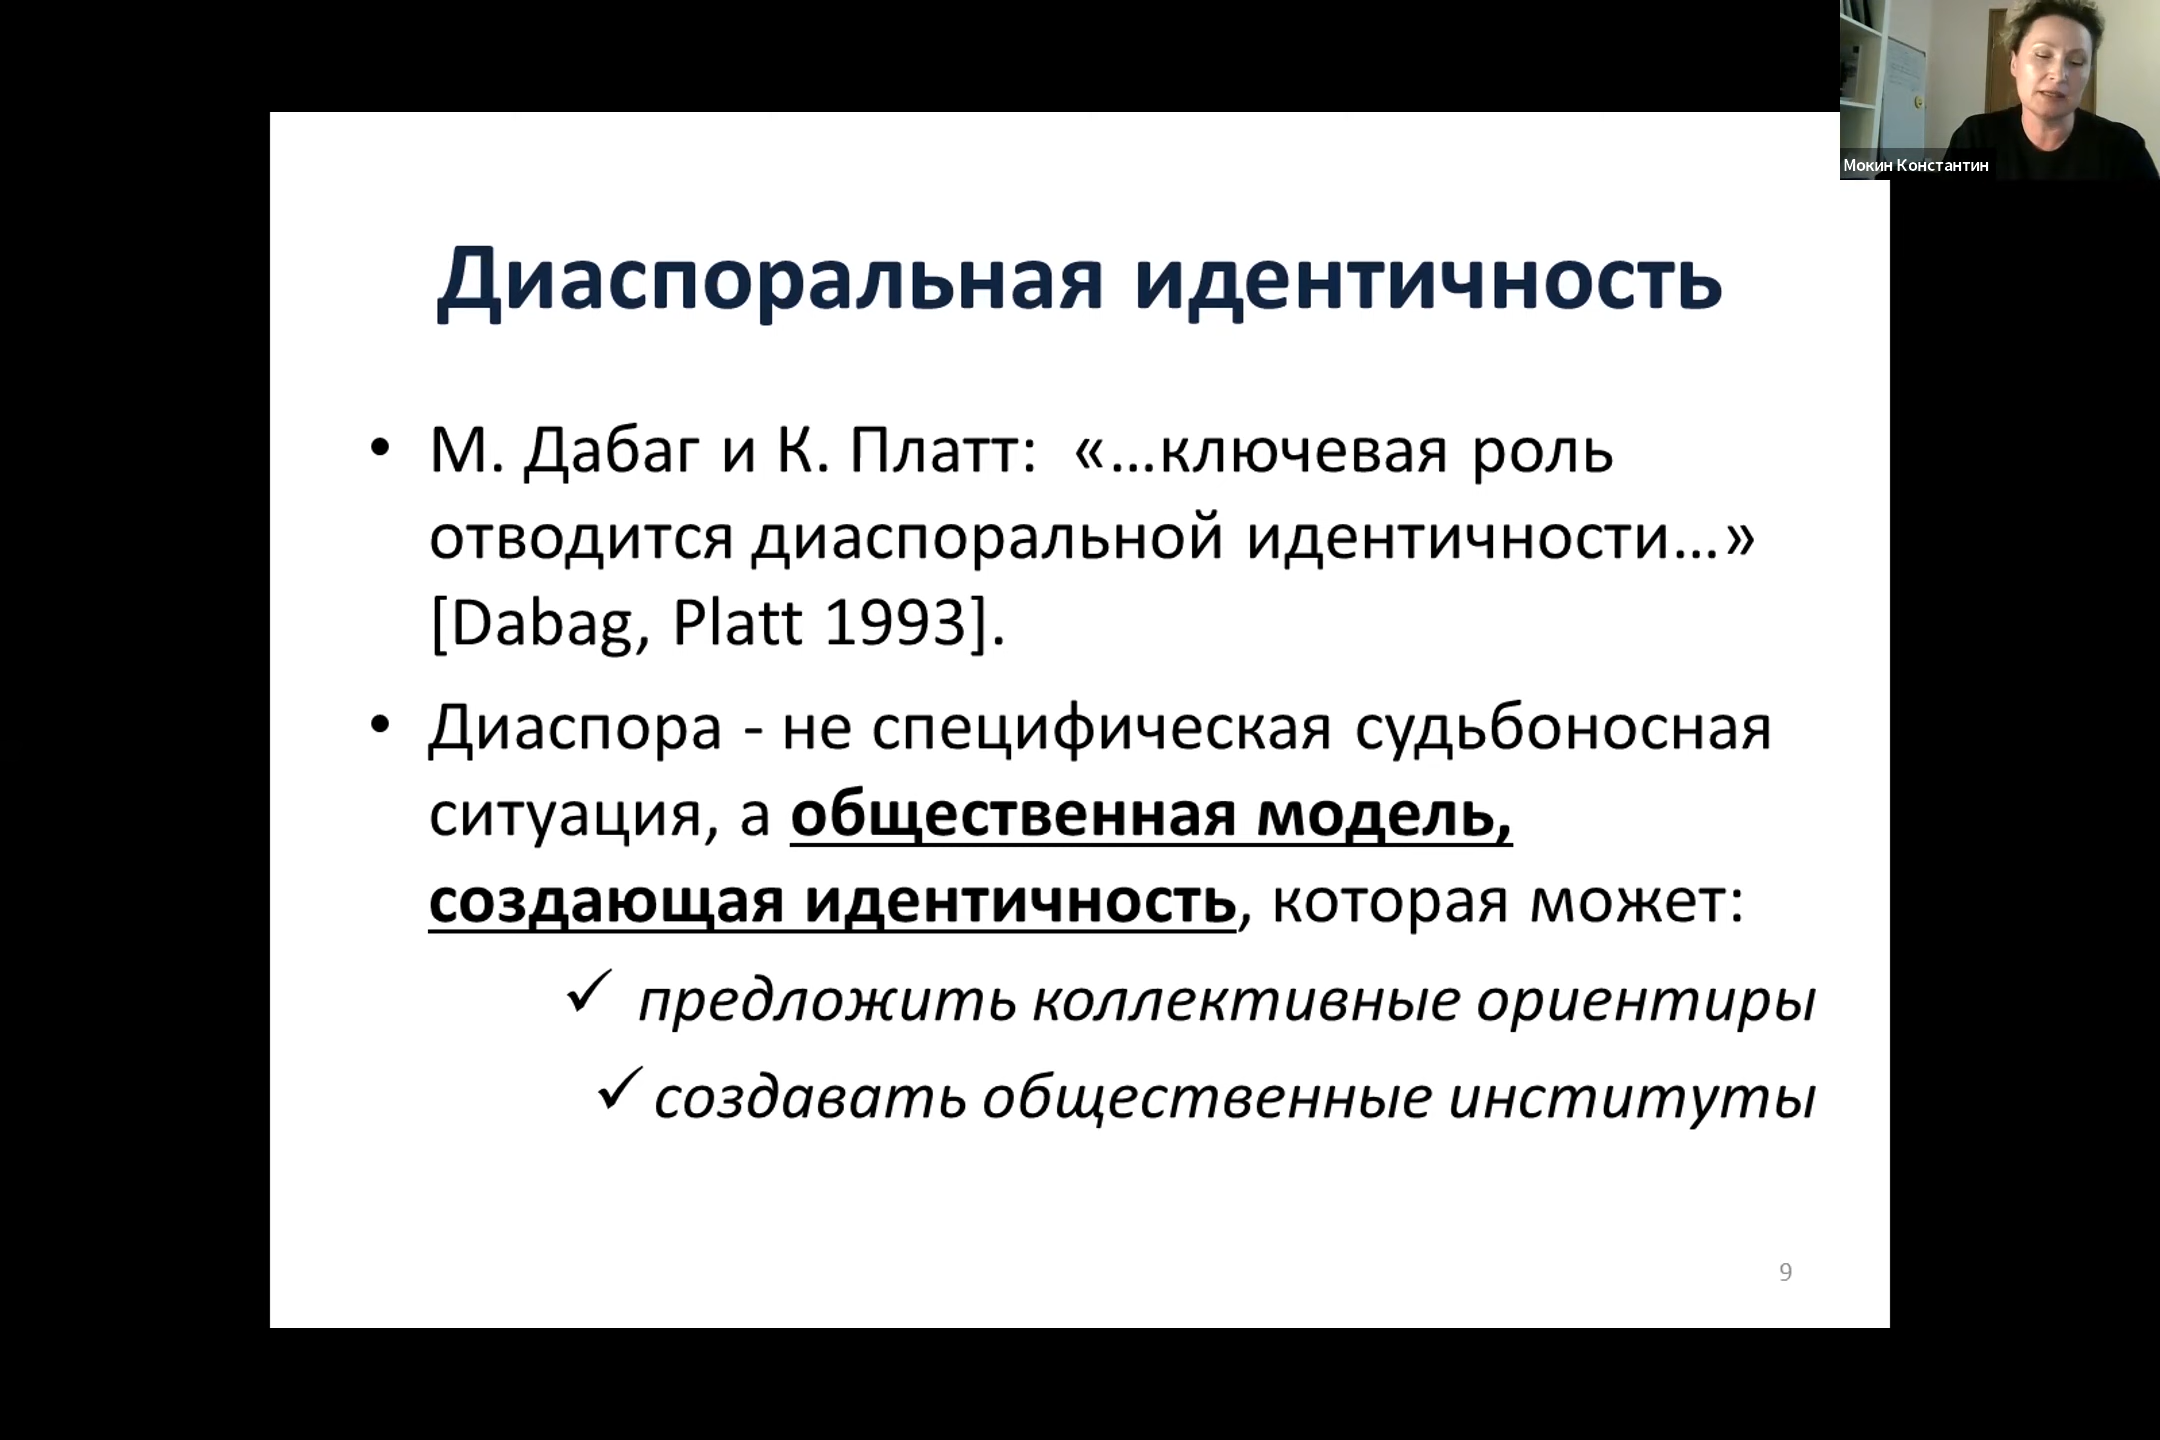 Мокин Константин
Диаспоральная идентичность
• М. Дабаг и К. Платт: «...ключевая роль
отводится диаспоральной идентичности...»
[Dabag, Platt 1993].
• Диаспора - не специфическая судьбоносная
ситуация, а общественная модель,
создающая идентичность, которая может:
✓ предложить коллективные ориентиры
✓ создавать общественные институты
9